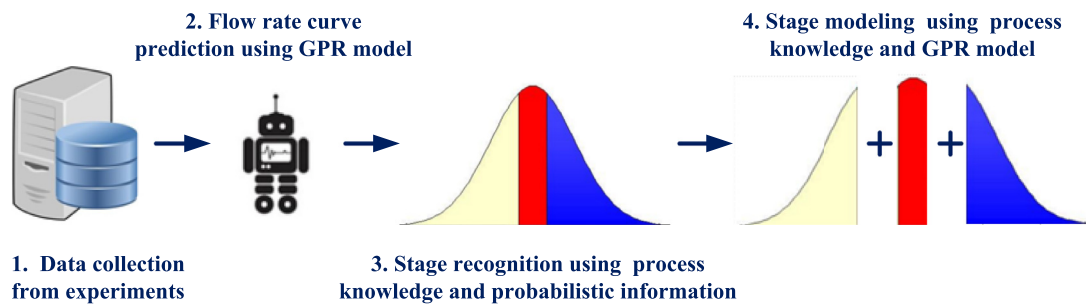 2. Flow rate curve
prediction using GPR model
4. Stage modeling using process
knowledge and GPR model
1. Data collection
from experiments
3. Stage recognition using process
knowledge and probabilistic information